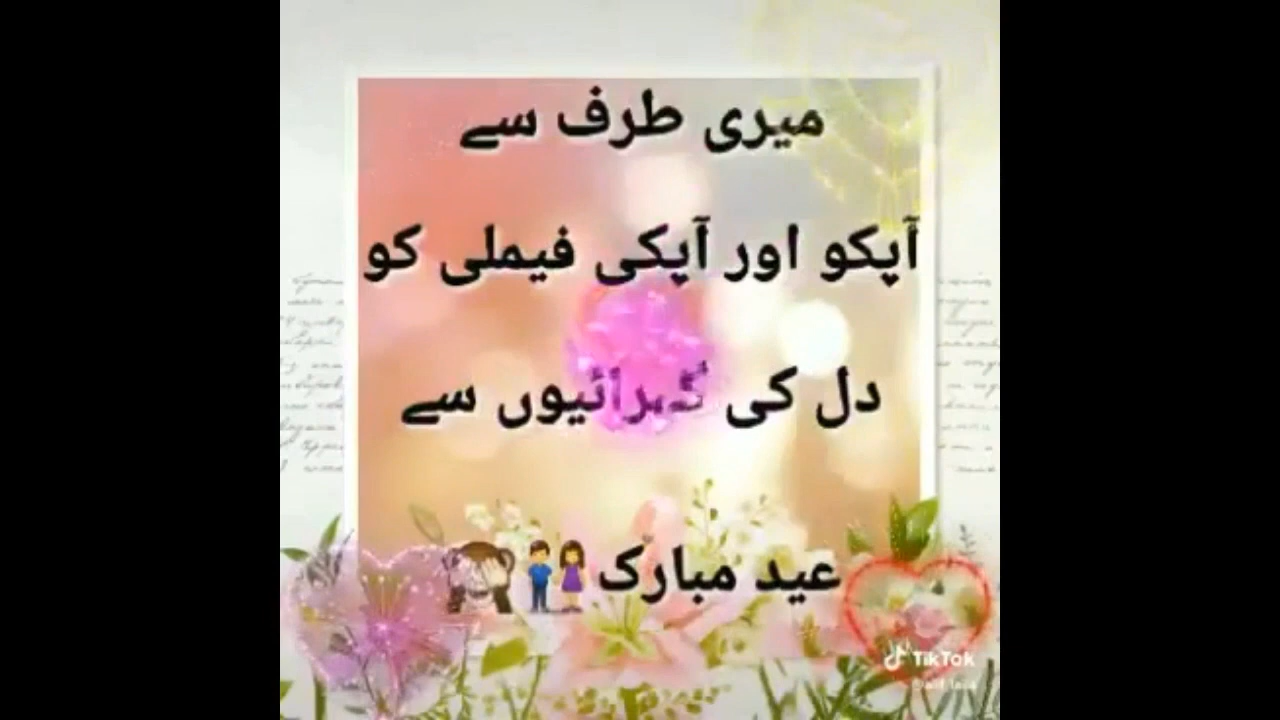 میری طرف سے
آپکو اور آپکی فیملی کو
دل کی گہرائیوں سے
عید مبارک
TikTok